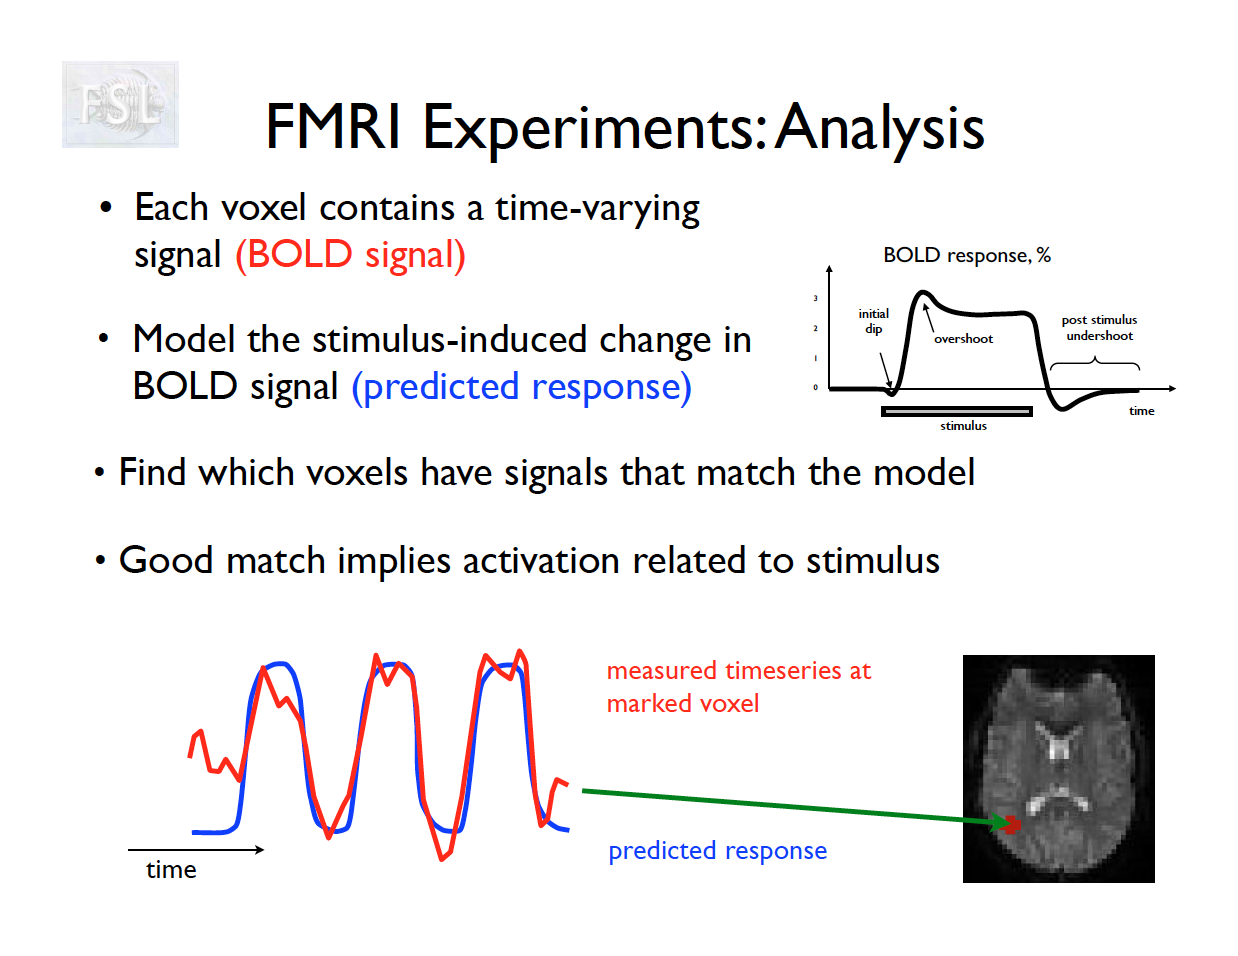 FSL
FMRI Experiments: Analysis
• Each voxel contains a time-varying
signal (BOLD signal)
• Model the stimulus-induced change in
BOLD signal (predicted response)
• Find which voxels have signals that match the model
• Good match implies activation related to stimulus
BOLD response, %
3
2
1
0
initial
dip
overshoot
post stimulus
undershoot
time
stimulus
measured timeseries at
marked voxel
predicted response
time